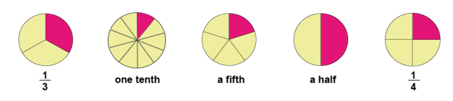 1/3
one tenth
a fifth
a half
1/4